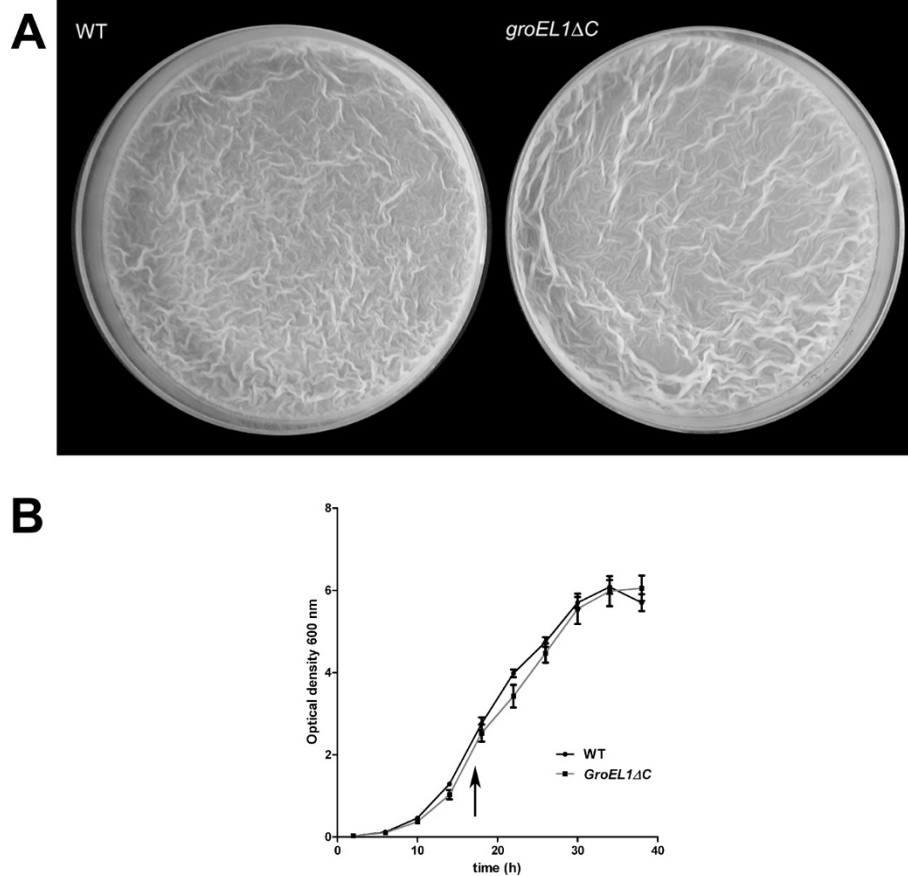 A
WT
groEL1ΔC
B
8
6
4
2
0
Optical density 600 nm
WT
GroEL1ΔC
0
10
20
30
40
time (h)